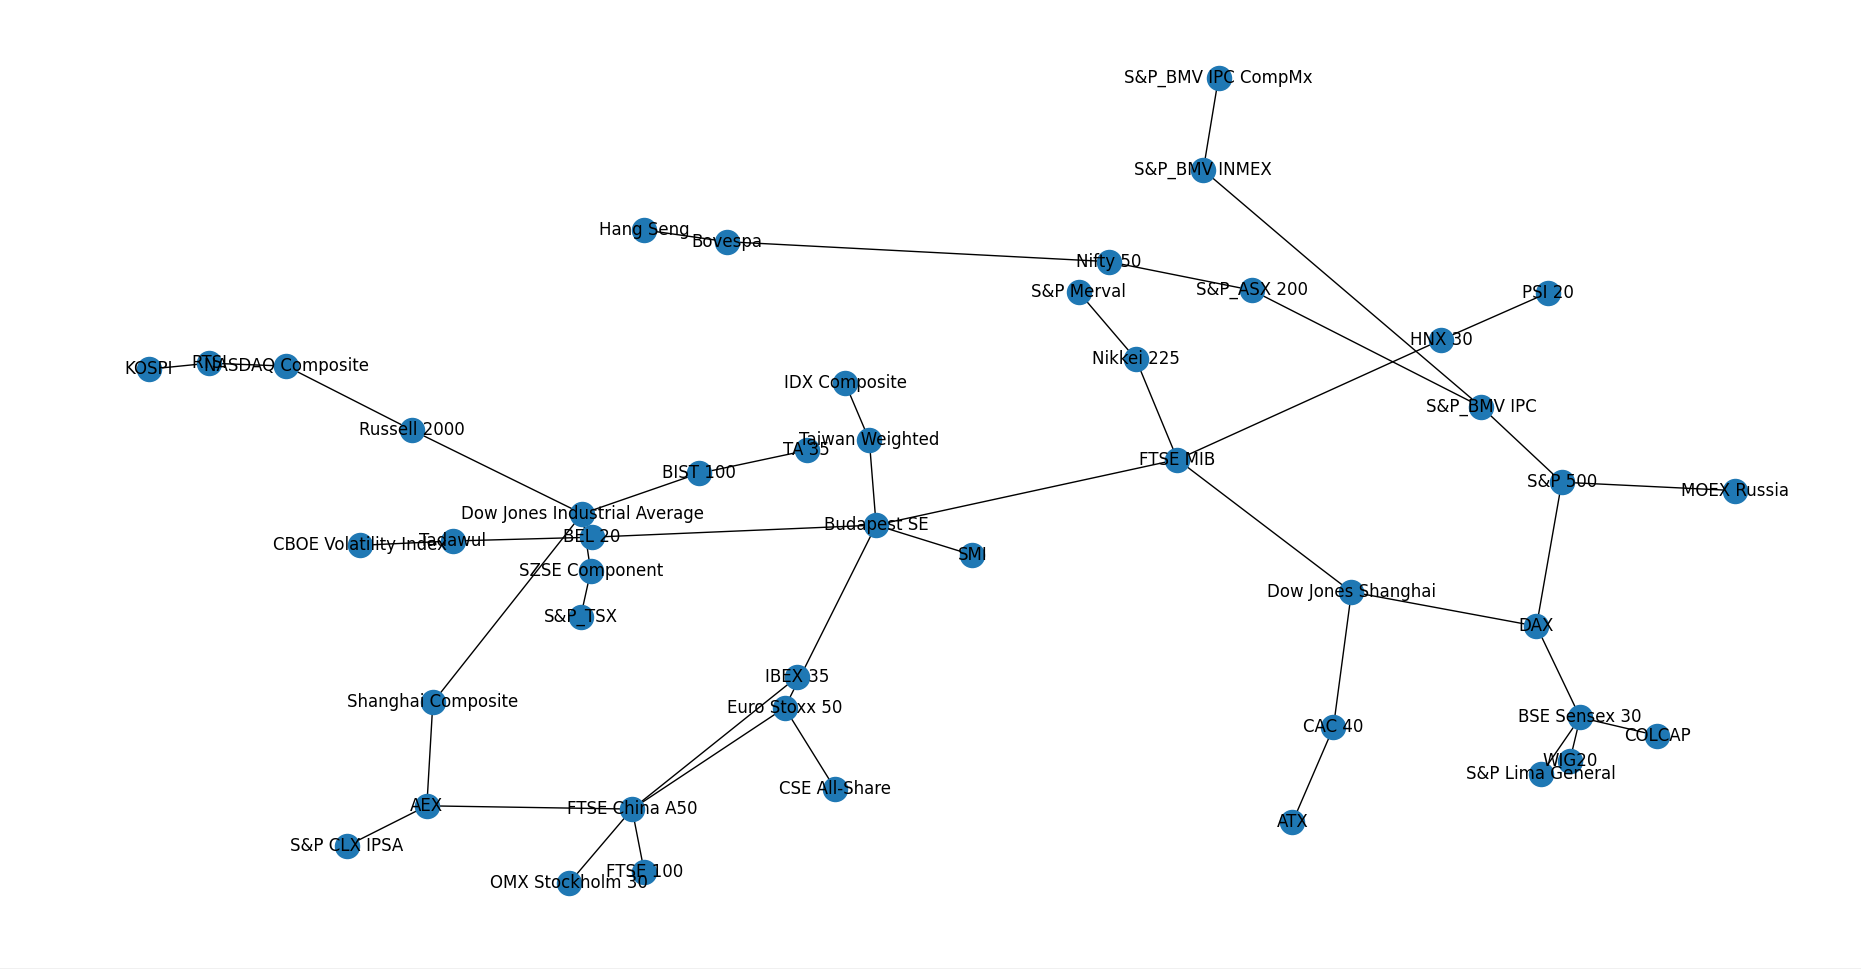 S&P_BMV IPC CompMx
S&P_BMV INMEX
Hang Seng
Bovespa
Nifty 50
S&P Merval
S&P_ASX 200
PSI 20
HNX 30
Nikkei 225
KOSPI
RTSI
NASDAQ Composite
IDX Composite
S&P_BMV IPC
Russell 2000
Taiwan Weighted
TA 35
FTSE MIB
BIST 100
S&P 500
MOEX Russia
Dow Jones Industrial Average
Budapest SE
BEL 20
CBOE Volatility Index
Tadawul
SMI
SZSE Component
Dow Jones Shanghai
S&P_TSX
DAX
IBEX 35
Shanghai Composite
Euro Stoxx 50
BSE Sensex 30
CAC 40
COLCAP
WIG20
S&P Lima General
CSE All-Share
AEX
FTSE China A50
ATX
S&P CLX IPSA
FTSE 100
OMX Stockholm 30